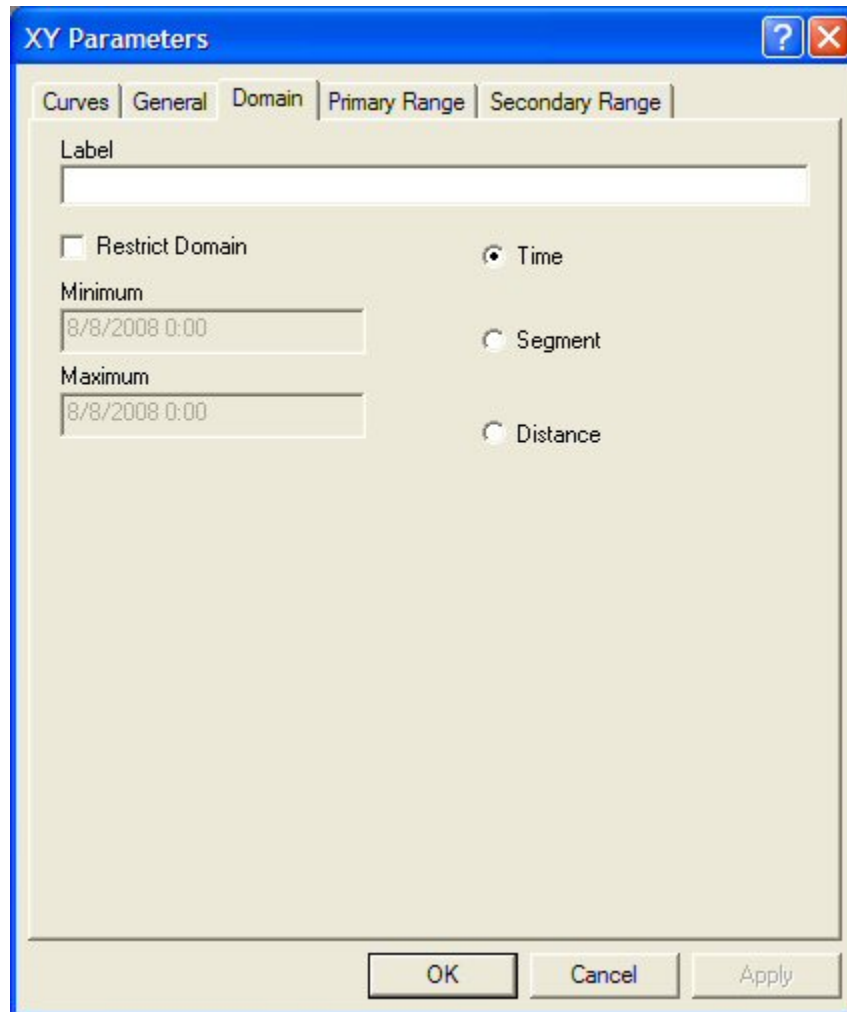 XY Parameters
Curves General Domain Primary Range Secondary Range
Label
Restrict Domain
Time
Minimum
8/8/2008 0:00
Segment
Maximum
8/8/2008 0:00
Distance
OK Cancel Apply